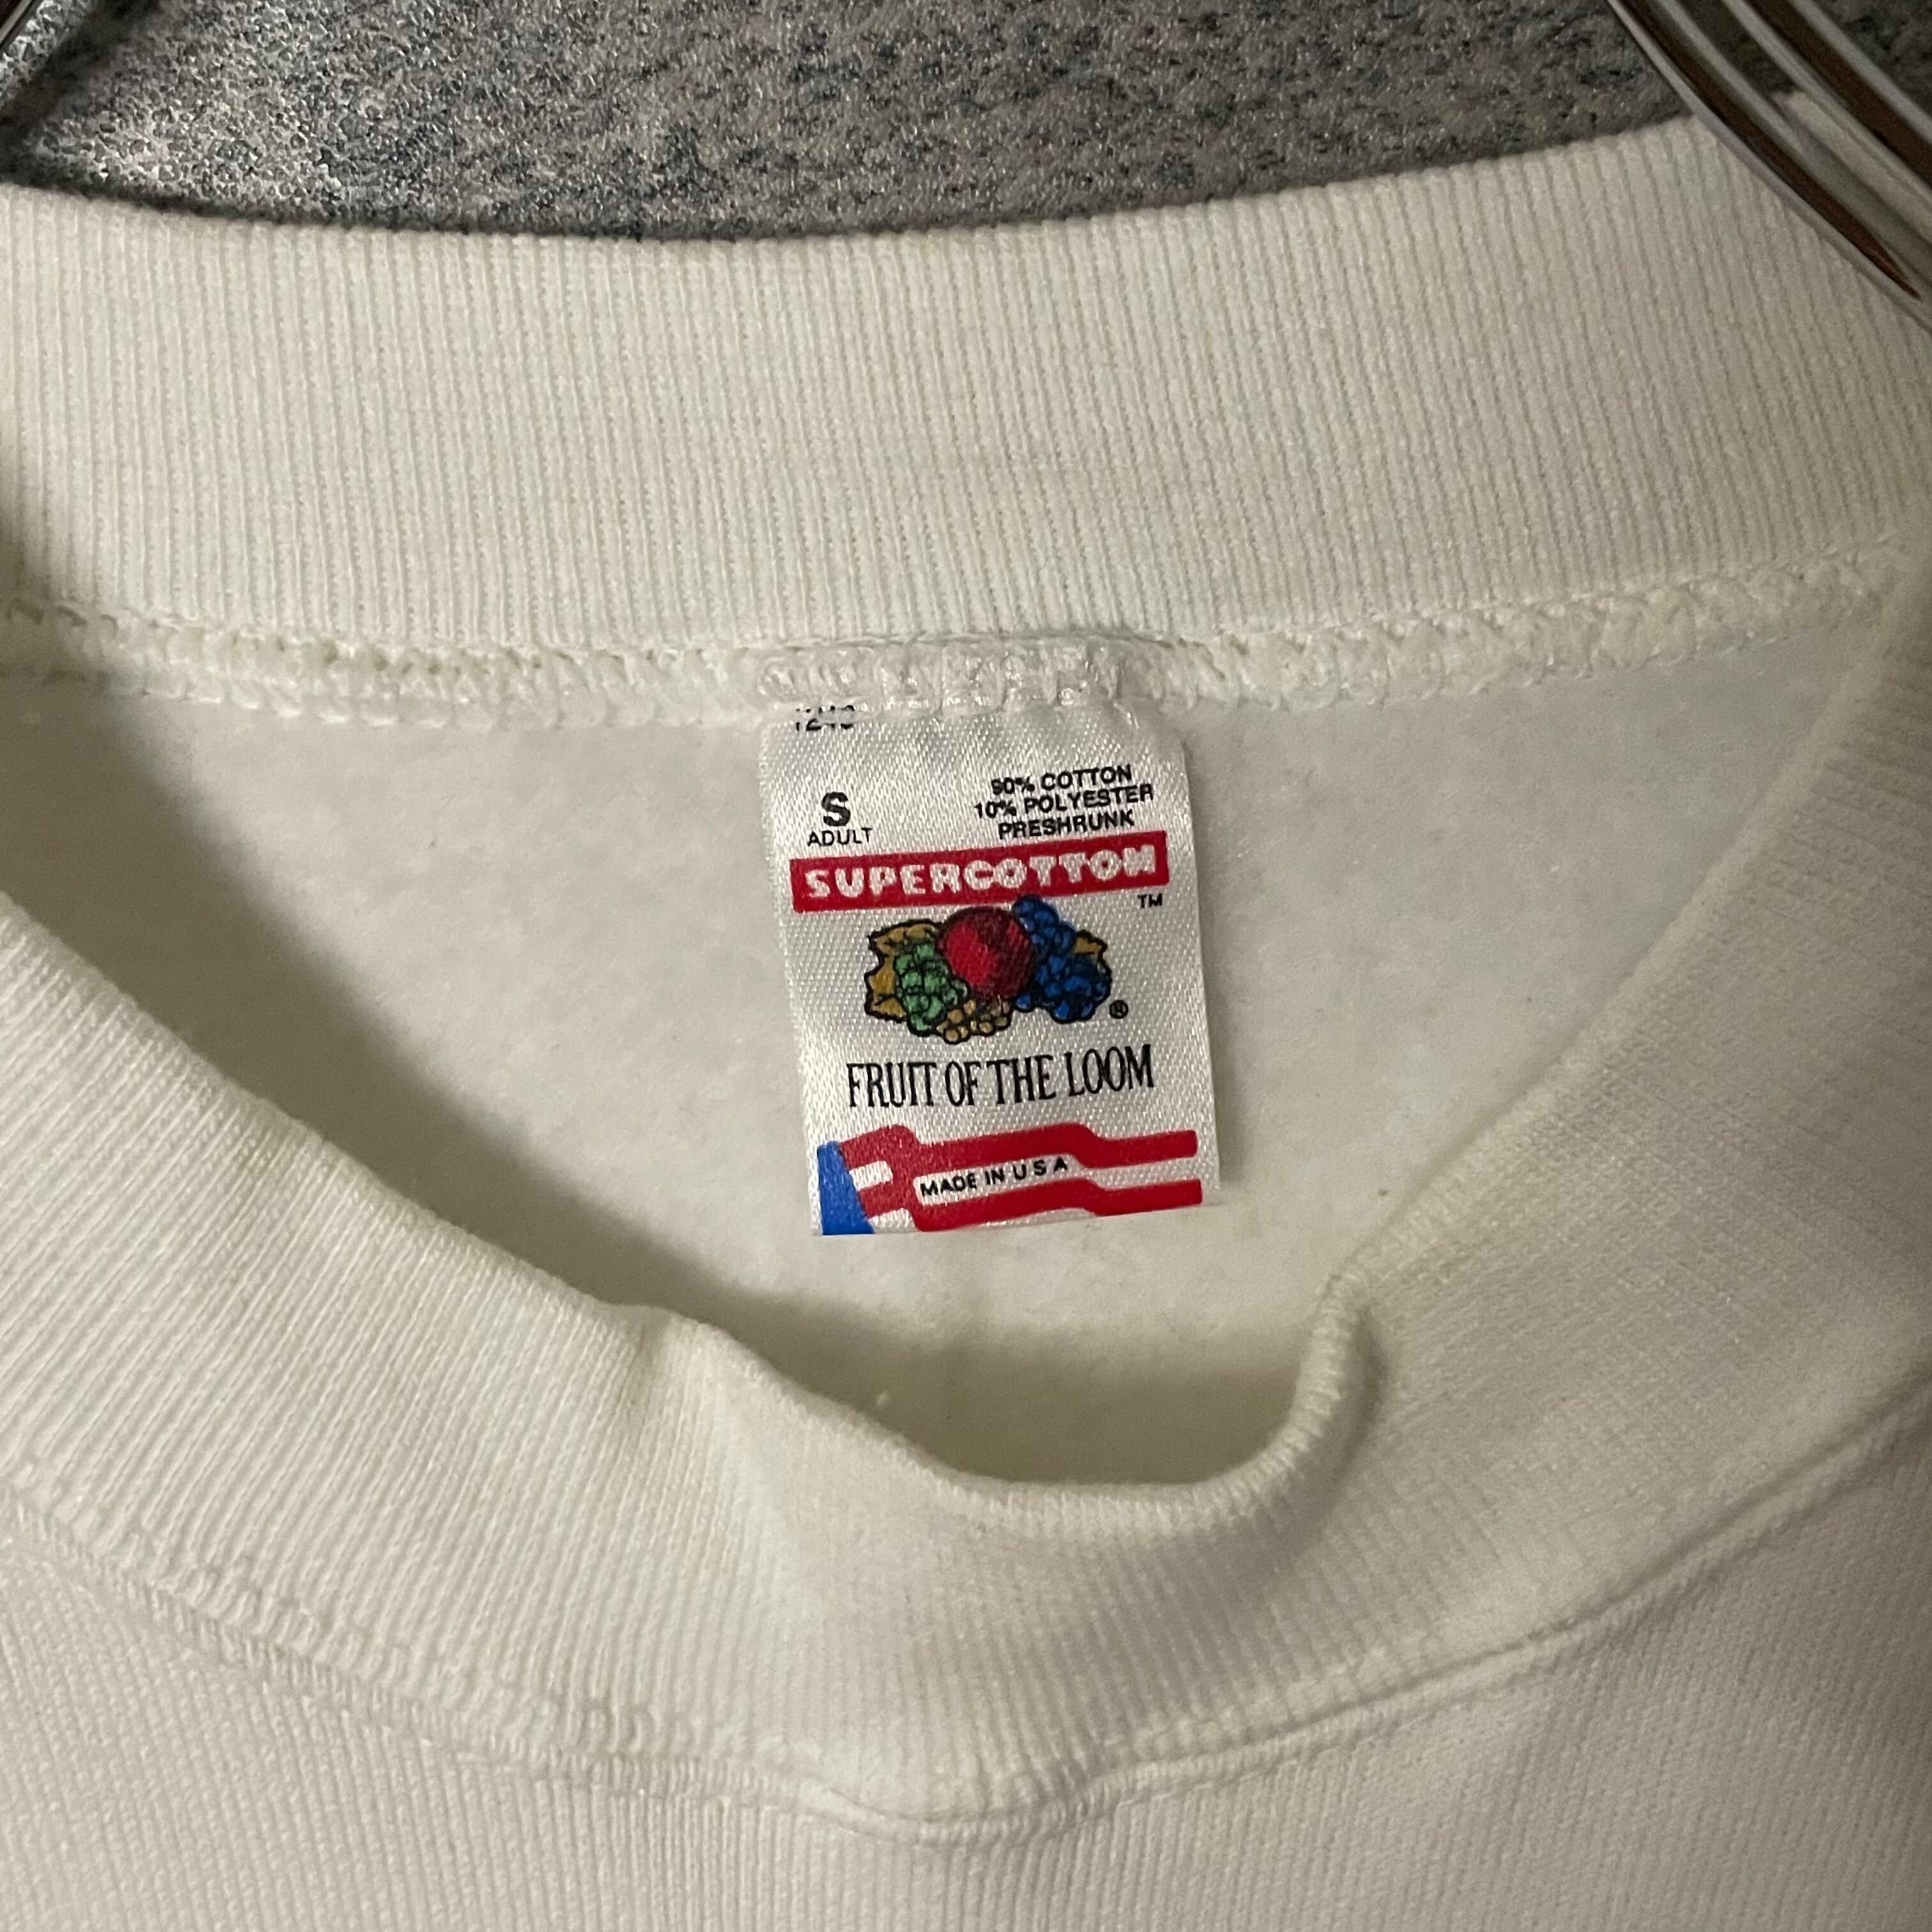 S
ADULT
90% COTTON
10% POLYESTER
PRESHRUNK
SUPERCOTTON
TM
®
FRUIT OF THE LOOM
MADE IN U S A